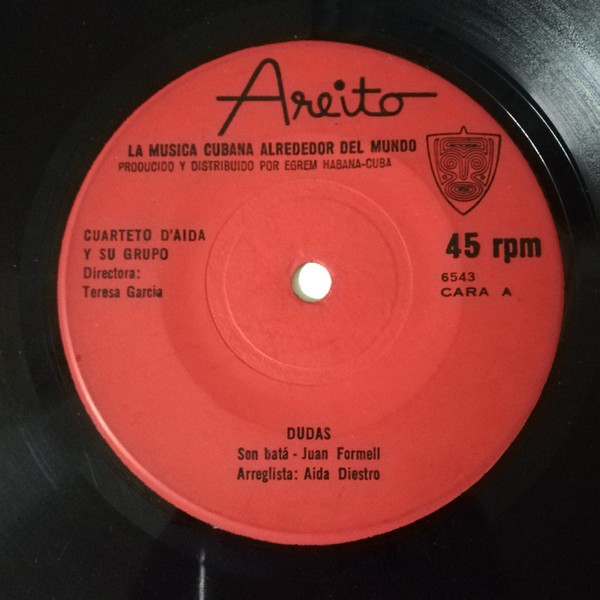 Areito
LA MUSICA CUBANA ALREDEDOR DEL MUNDO
PRODUCIDO Y DISTRIBUIDO POR EGREM HABANA-CUBA
CUARTETO D'AIDA
Y SU GRUPO
Directora:
Teresa Garcia
45 rpm
6543
CARA A
DUDAS
Son batá - Juan Formell
Arreglista: Aida Diestro